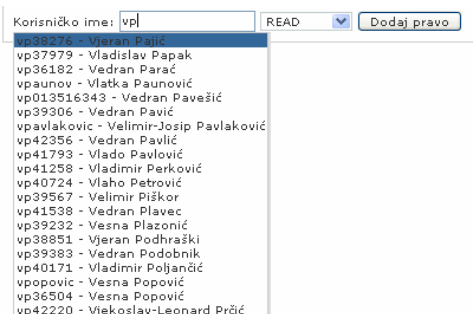 Korisničko ime: vp READ Dodaj pravo
vp38276 - Vjeran Pajić
vp37979 - Vladislav Papak
vp36182 - Vedran Parać
vpaunov - Vlatka Paunović
vp013516343 - Vedran Pavešić
vp39306 - Vedran Pavić
vpavlakovic - Velimir-Josip Pavlaković
vp42356 - Vedran Pavlić
vp41793 - Vlado Pavlović
vp41258 - Vladimir Perković
vp40724 - Vlaho Petrović
vp39567 - Velimir Piškor
vp41538 - Vedran Plavec
vp39232 - Vesna Plazonić
vp38851 - Vjeran Podhraški
vp39383 - Vedran Podobnik
vp40171 - Vladimir Poljančić
vpopovic - Vesna Popović
vp36504 - Vesna Popović
vp42220 - Vjekoslav-Leonard Prčić